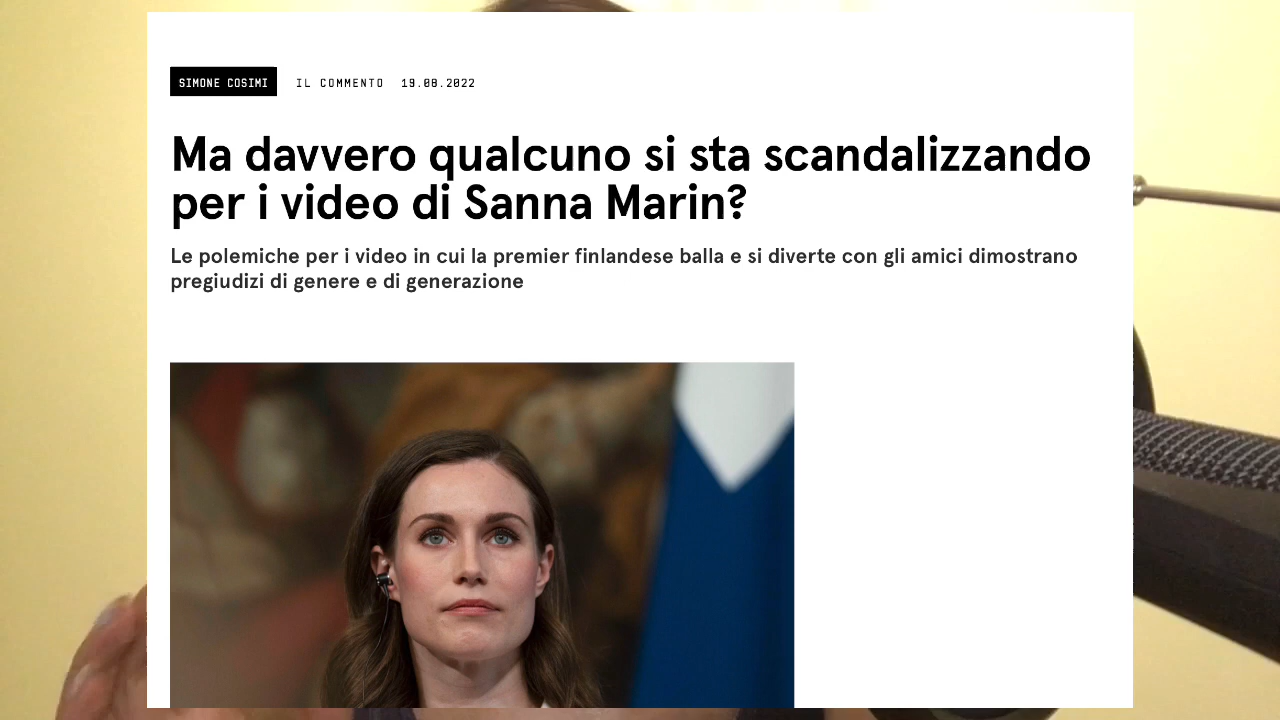 SIMONE COSIMI IL COMMENTO 19.08.2022
Ma davvero qualcuno si sta scandalizzando
per i video di Sanna Marin?
Le polemiche per i video in cui la premier finlandese balla e si diverte con gli amici dimostrano
pregiudizi di genere e di generazione